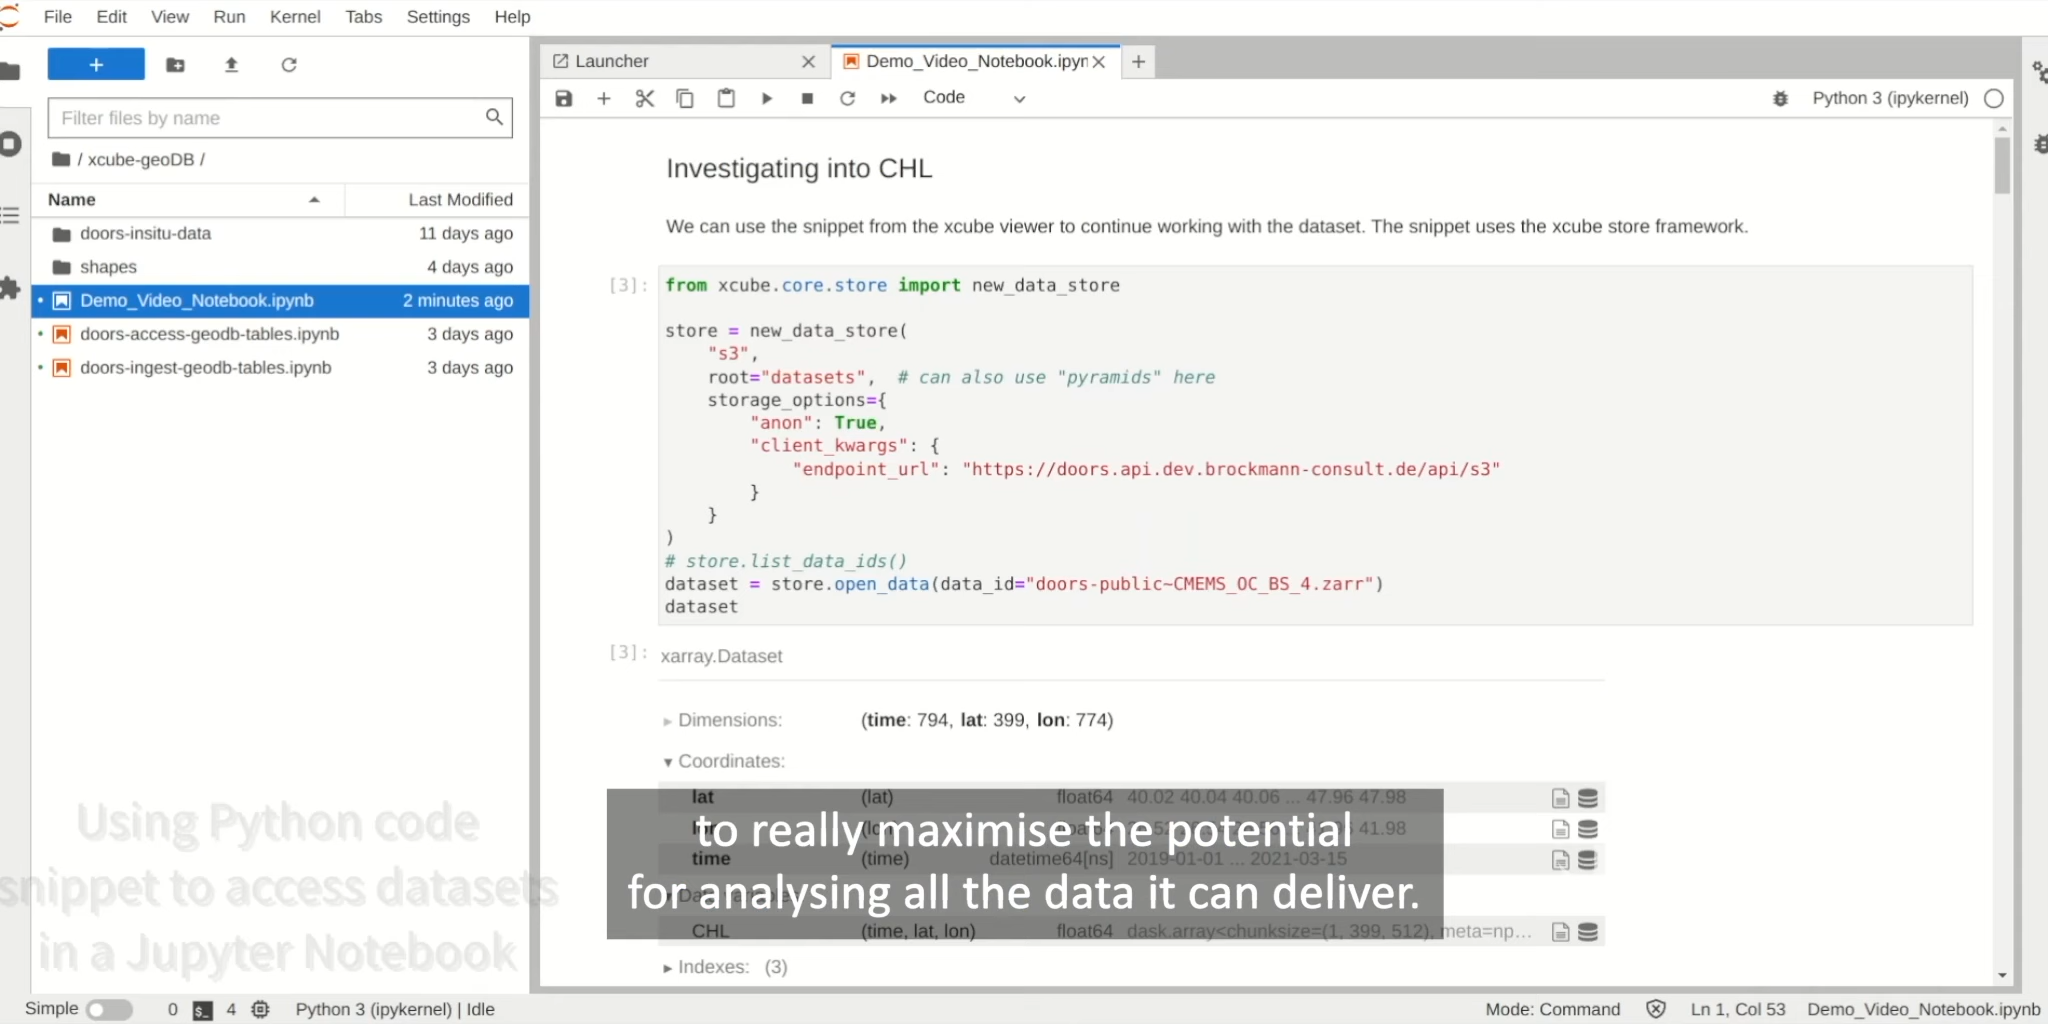 File Edit View Run Kernel Tabs Settings Help
Launcher
Demo_Video_Notebook.ipyn
Code
Python 3 (ipykernel)
Filter files by name
/ xcube-geoDB /
Name Last Modified
doors-insitu-data 11 days ago
shapes 4 days ago
Demo_Video_Notebook.ipynb 2 minutes ago
doors-access-geodb-tables.ipynb 3 days ago
doors-ingest-geodb-tables.ipynb 3 days ago
Investigating into CHL
We can use the snippet from the xcube viewer to continue working with the dataset. The snippet uses the xcube store framework.
[3]: from xcube.core.store import new_data_store
store = new_data_store(
"s3",
root="datasets", # can also use "pyramids" here
storage_options={
"anon": True,
"client_kwargs": {
"endpoint_url": "https://doors.api.dev.brockmann-consult.de/api/s3"
}
}
)
# store.list_data_ids()
dataset = store.open_data(data_id="doors-public~CMEMS_OC_BS_4.zarr")
dataset
[3]: xarray.Dataset
Dimensions: (time: 794, lat: 399, lon: 774)
Coordinates:
lat (lat) float64 40.02 40.04 40.06 ... 47.96 47.98
41.98
time (time) datetime64[ns] 2019-01-01 ... 2021-03-15
CHL (time, lat, lon) float64 dask.array<chunksize=(1, 399, 512), meta=np...
Indexes: (3)
to really maximise the potential
for analysing all the data it can deliver.
Using Python code
snippet to access datasets
in a Jupyter Notebook
Simple 0 $_ 4 Python 3 (ipykernel) | Idle
Mode: Command Ln 1, Col 53 Demo_Video_Notebook.ipynb